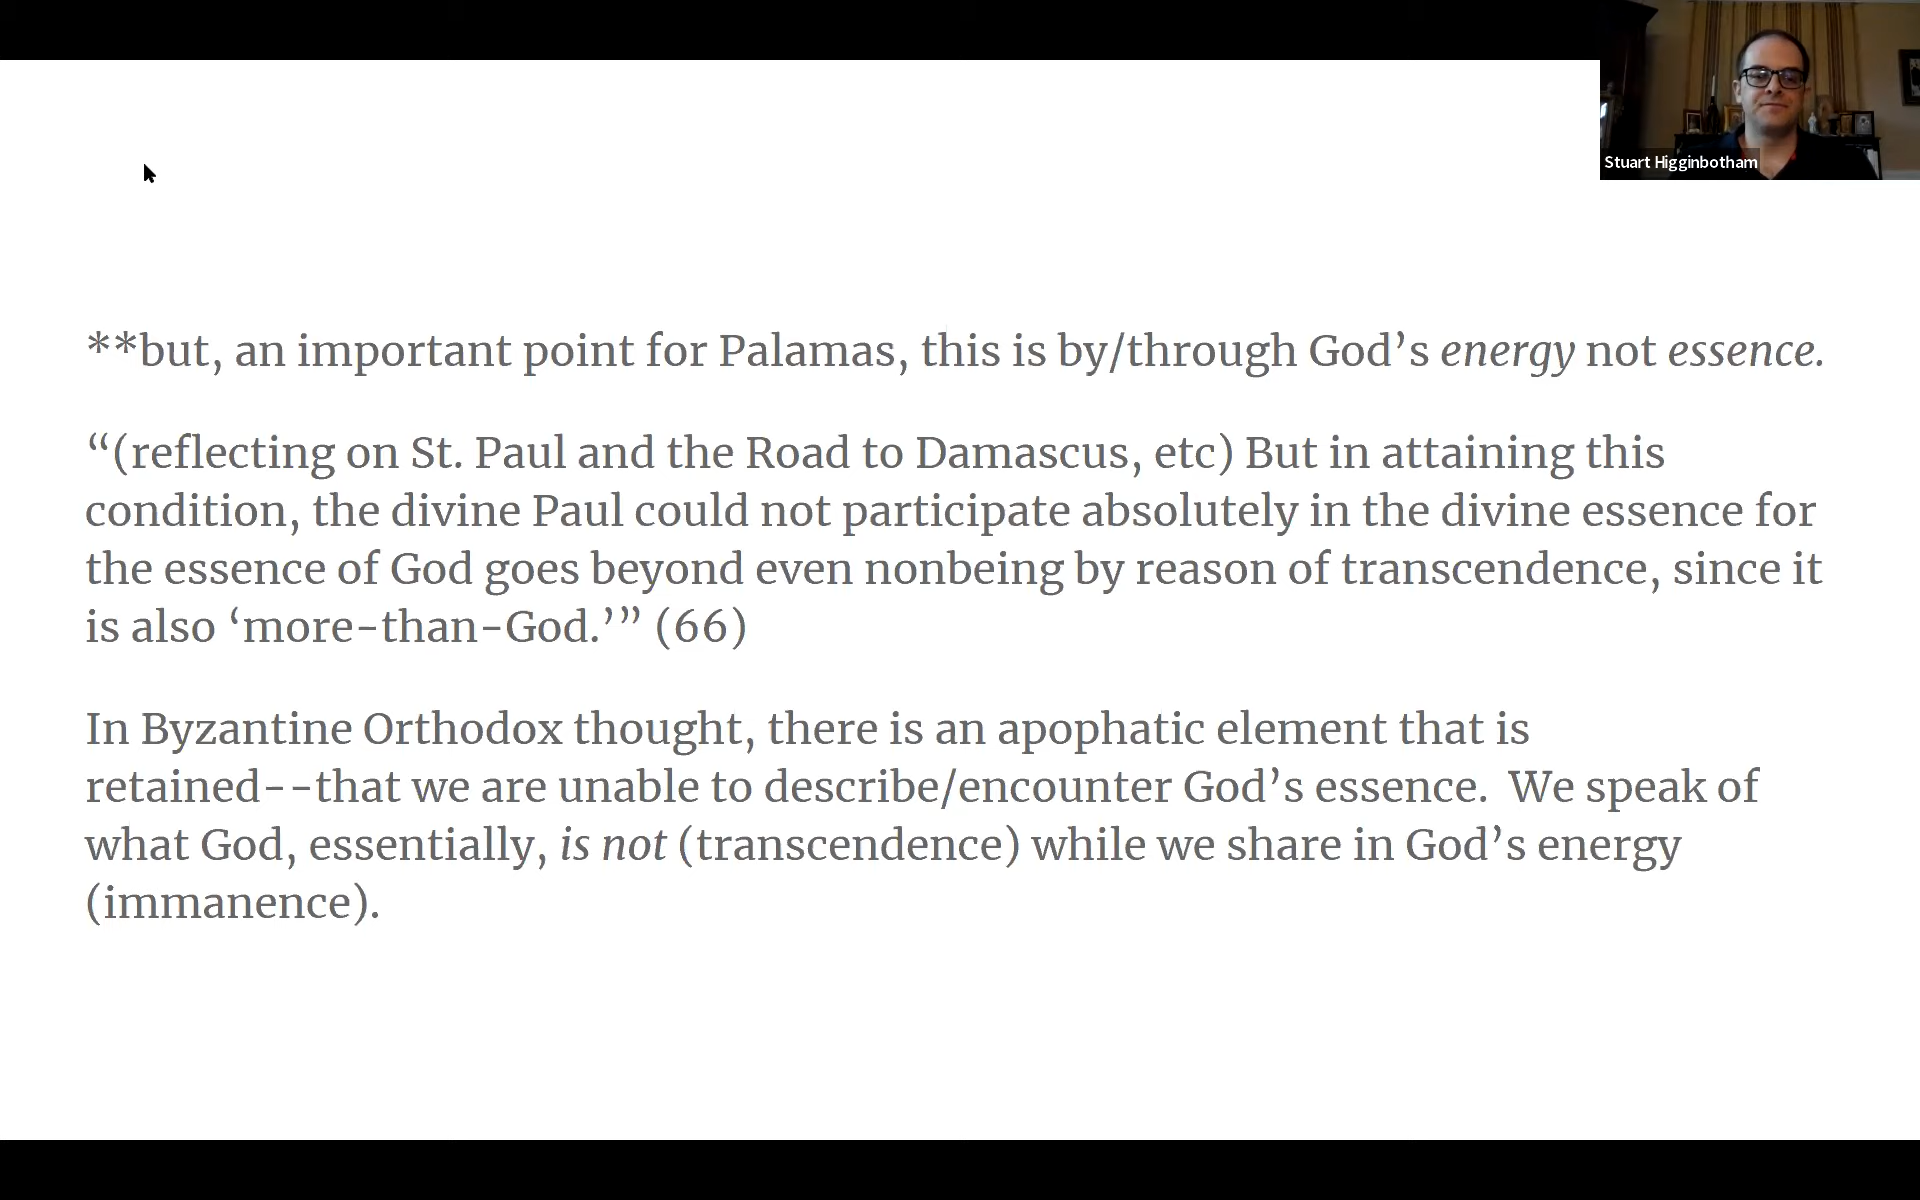 Stuart Higginbotham
**but, an important point for Palamas, this is by/through God’s energy not essence.
“(reflecting on St. Paul and the Road to Damascus, etc) But in attaining this
condition, the divine Paul could not participate absolutely in the divine essence for
the essence of God goes beyond even nonbeing by reason of transcendence, since it
is also ‘more-than-God.’” (66)
In Byzantine Orthodox thought, there is an apophatic element that is
retained--that we are unable to describe/encounter God’s essence.  We speak of
what God, essentially, is not (transcendence) while we share in God’s energy
(immanence).